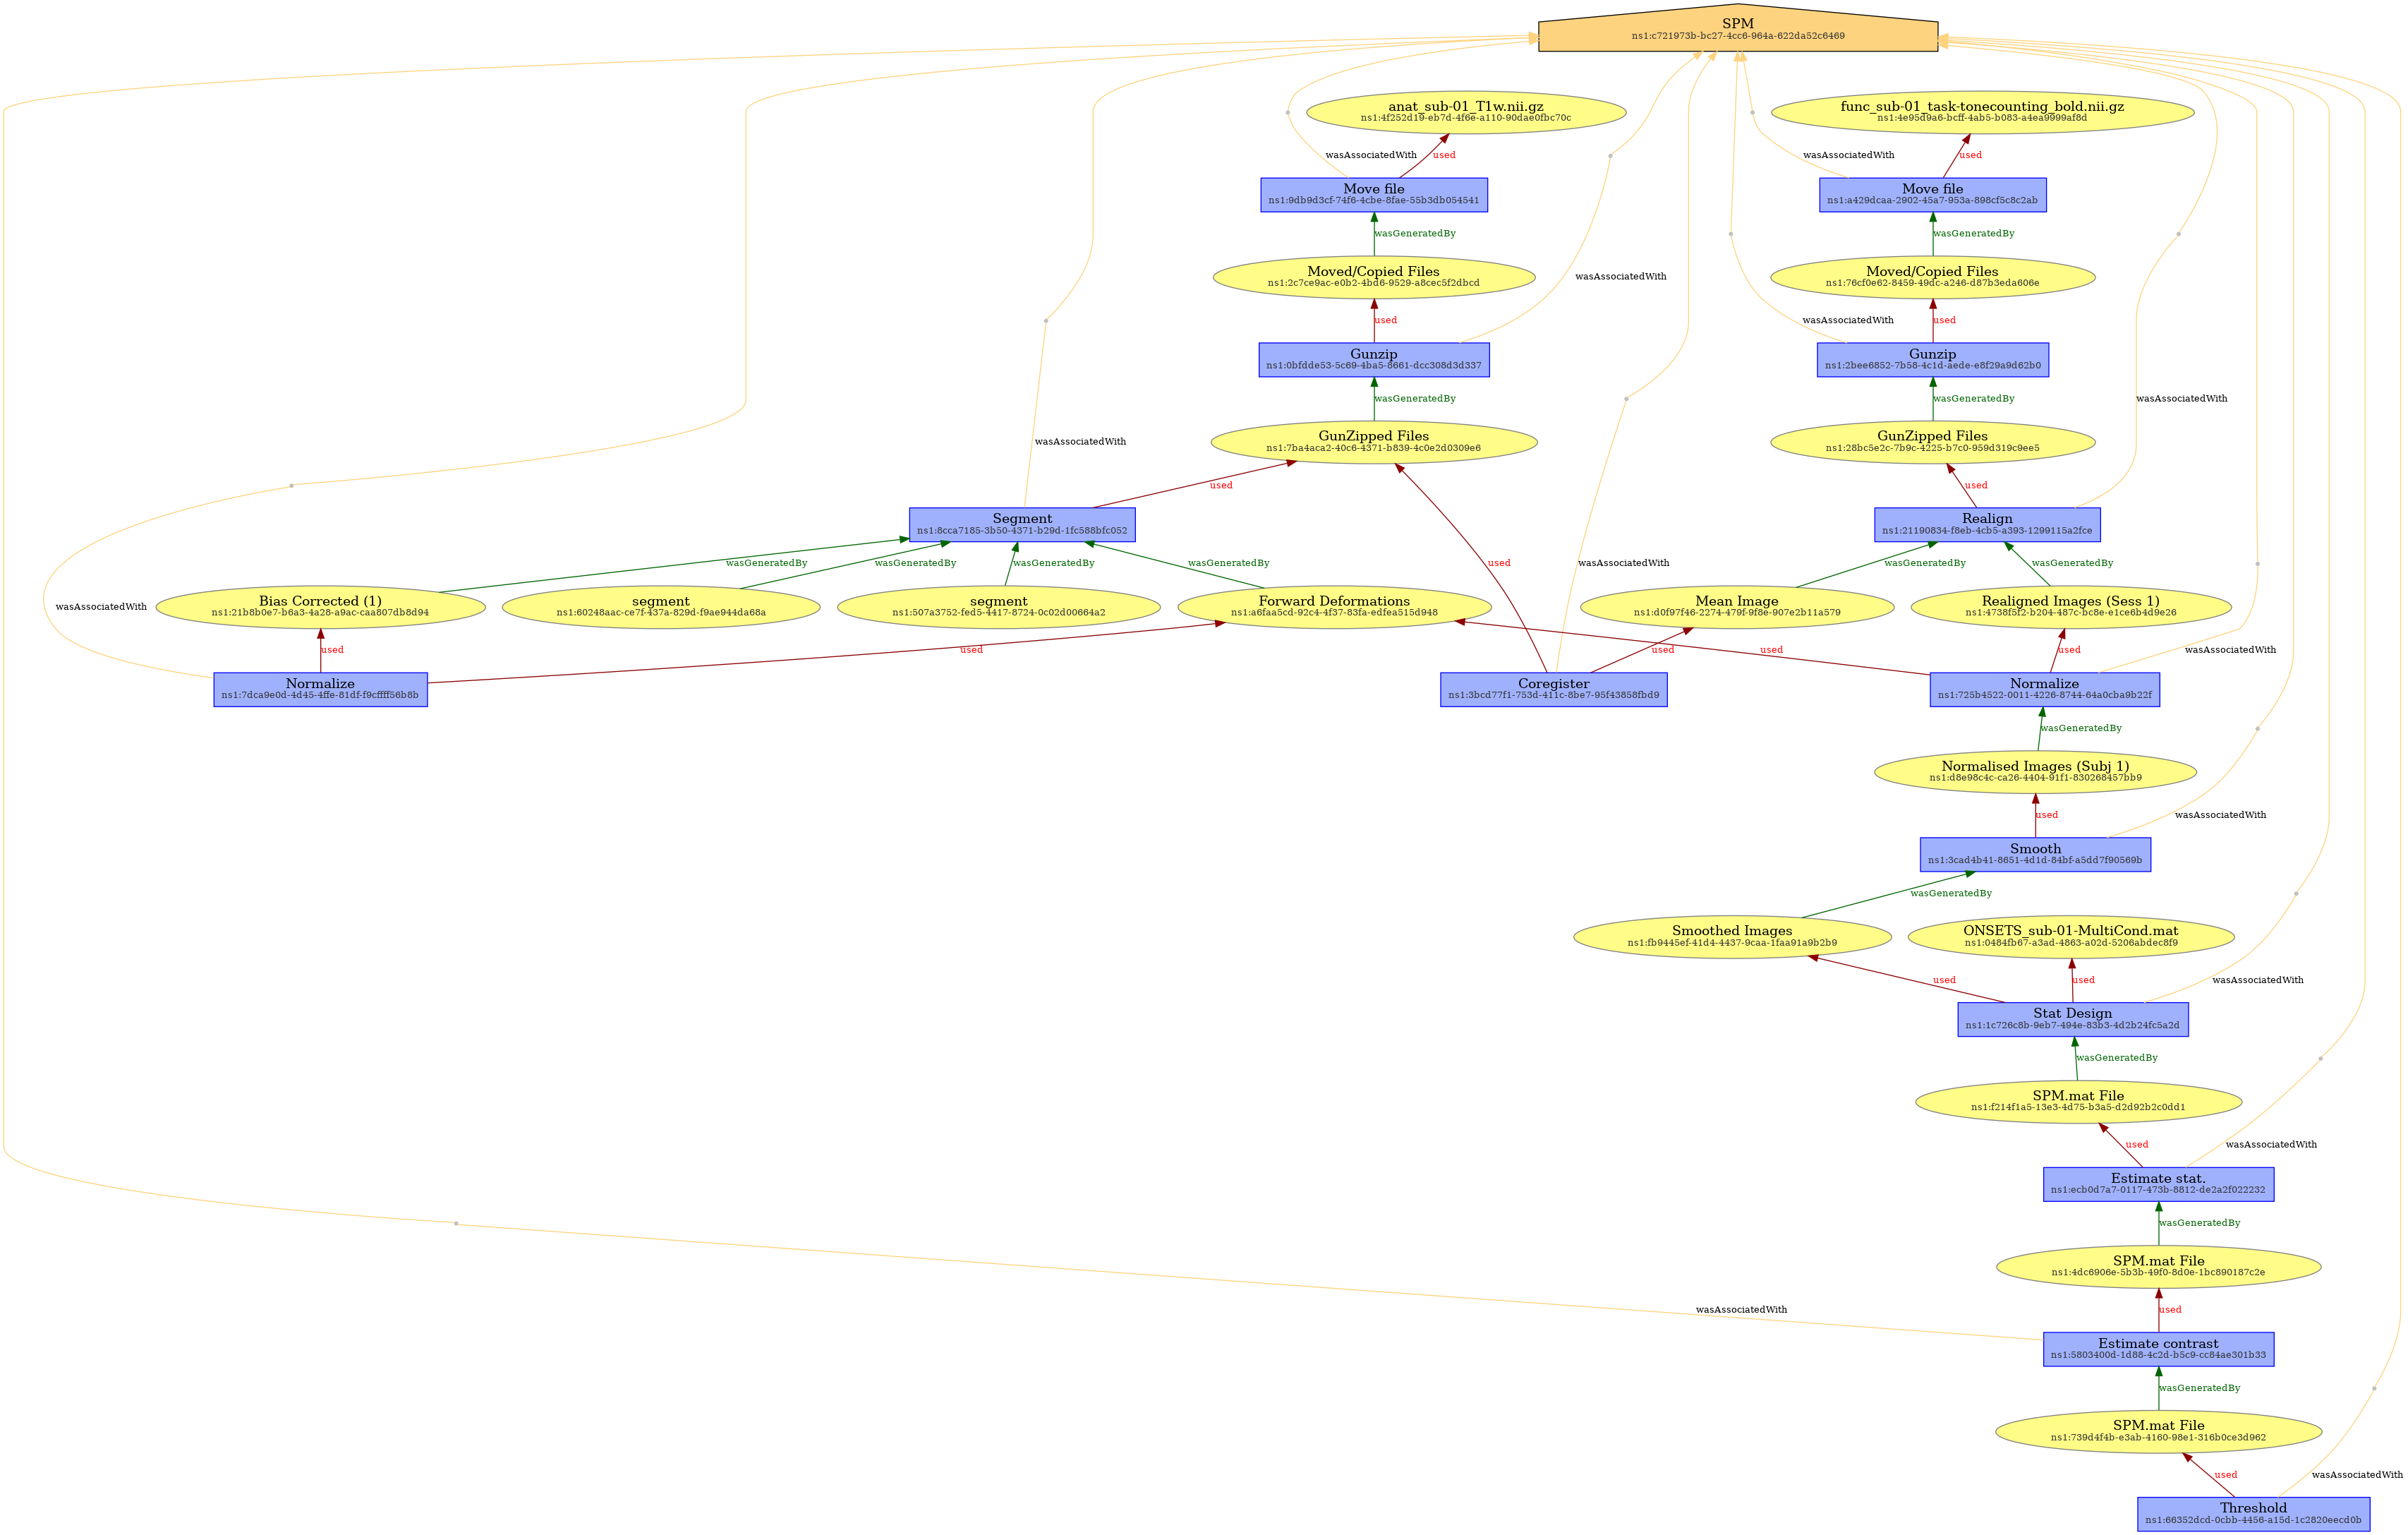 SPM
ns1:c721973b-bc27-4cc6-964a-622da52c6469
anat_sub-01_T1w.nii.gz
ns1:4f252d19-eb7d-4f6e-a110-90dae0fbc70c
func_sub-01_task-tonecounting_bold.nii.gz
ns1:4e95d9a6-bcff-4ab5-b083-a4ea9999af8d
wasAssociatedWith
used
wasAssociatedWith
used
Move file
ns1:9db9d3cf-74f6-4cbe-8fae-55b3db054541
Move file
ns1:a429dcaa-2902-45a7-953a-898cf5c8c2ab
wasGeneratedBy
wasGeneratedBy
Moved/Copied Files
ns1:2c7ce9ac-e0b2-4bd6-9529-a8cec5f2dbcd
wasAssociatedWith
Moved/Copied Files
ns1:76cf0e62-8459-49dc-a246-d87b3eda606e
used
wasAssociatedWith
used
Gunzip
ns1:0bfdde53-5c69-4ba5-8661-dcc308d3d337
Gunzip
ns1:2bee6852-7b58-4c1d-aede-e8f29a9d62b0
wasGeneratedBy
wasGeneratedBy
wasAssociatedWith
wasAssociatedWith
GunZipped Files
ns1:7ba4aca2-40c6-4371-b839-4c0e2d0309e6
GunZipped Files
ns1:28bc5e2c-7b9c-4225-b7c0-959d319c9ee5
used
used
Segment
ns1:8cca7185-3b50-4371-b29d-1fc588bfc052
Realign
ns1:21190834-f8eb-4cb5-a393-1299115a2fce
wasGeneratedBy
wasGeneratedBy
wasGeneratedBy
wasGeneratedBy
used
wasAssociatedWith
wasGeneratedBy
wasGeneratedBy
wasAssociatedWith
Bias Corrected (1)
ns1:21b8b0e7-b6a3-4a28-a9ac-caa807db8d94
segment
ns1:60248aac-ce7f-437a-829d-f9ae944da68a
segment
ns1:507a3752-fed5-4417-8724-0c02d00664a2
Forward Deformations
ns1:a6faa5cd-92c4-4f37-83fa-edfea515d948
Mean Image
ns1:d0f97f46-2274-479f-9f8e-907e2b11a579
Realigned Images (Sess 1)
ns1:4738f5f2-b204-487c-bc8e-e1ce6b4d9e26
used
used
used
used
used
wasAssociatedWith
Normalize
ns1:7dca9e0d-4d45-4ffe-81df-f9cffff56b8b
Coregister
ns1:3bcd77f1-753d-411c-8be7-95f43858fbd9
Normalize
ns1:725b4522-0011-4226-8744-64a0cba9b22f
wasGeneratedBy
Normalised Images (Subj 1)
ns1:d8e98c4c-ca26-4404-91f1-830268457bb9
used
wasAssociatedWith
Smooth
ns1:3cad4b41-8651-4d1d-84bf-a5dd7f90569b
wasGeneratedBy
Smoothed Images
ns1:fb9445ef-41d4-4437-9caa-1faa91a9b2b9
ONSETS_sub-01-MultiCond.mat
ns1:0484fb67-a3ad-4863-a02d-5206abdec8f9
used
used
wasAssociatedWith
Stat Design
ns1:1c726c8b-9eb7-494e-83b3-4d2b24fc5a2d
wasGeneratedBy
SPM.mat File
ns1:f214f1a5-13e3-4d75-b3a5-d2d92b2c0dd1
used
wasAssociatedWith
Estimate stat.
ns1:ecb0d7a7-0117-473b-8812-de2a2f022232
wasGeneratedBy
SPM.mat File
ns1:4dc6906e-5b3b-49f0-8d0e-1bc890187c2e
wasAssociatedWith
used
Estimate contrast
ns1:5803400d-1d88-4c2d-b5c9-cc84ae301b33
wasGeneratedBy
SPM.mat File
ns1:739d4f4b-e3ab-4160-98e1-316b0ce3d962
used
wasAssociatedWith
Threshold
ns1:66352dcd-0cbb-4456-a15d-1c2820eecd0b